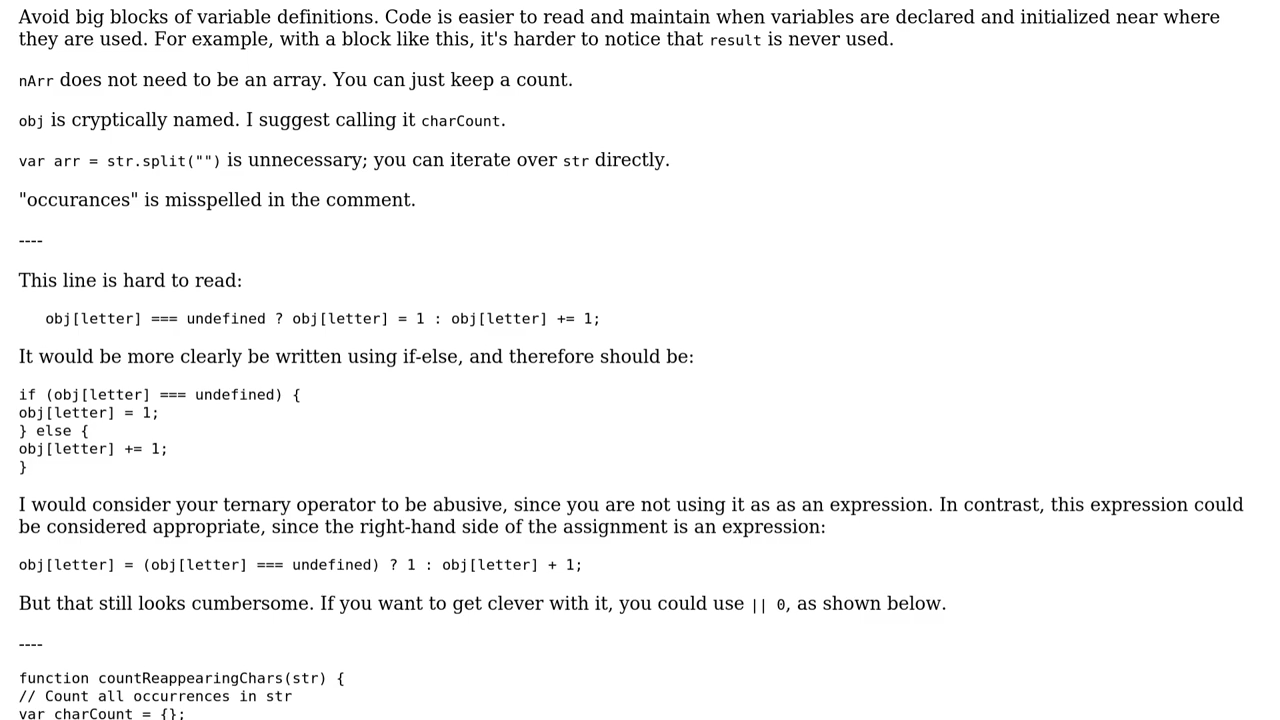 Avoid big blocks of variable definitions. Code is easier to read and maintain when variables are declared and initialized near where
they are used. For example, with a block like this, it's harder to notice that result is never used.
nArr does not need to be an array. You can just keep a count.
obj is cryptically named. I suggest calling it charCount.
var arr = str.split("") is unnecessary; you can iterate over str directly.
"occurances" is misspelled in the comment.
----
This line is hard to read:
obj[letter] === undefined ? obj[letter] = 1 : obj[letter] += 1;
It would be more clearly be written using if-else, and therefore should be:
if (obj[letter] === undefined) {
obj[letter] = 1;
} else {
obj[letter] += 1;
}
I would consider your ternary operator to be abusive, since you are not using it as as an expression. In contrast, this expression could
be considered appropriate, since the right-hand side of the assignment is an expression:
obj[letter] = (obj[letter] === undefined) ? 1 : obj[letter] + 1;
But that still looks cumbersome. If you want to get clever with it, you could use || 0, as shown below.
----
function countReappearingChars(str) {
// Count all occurrences in str
var charCount = {};